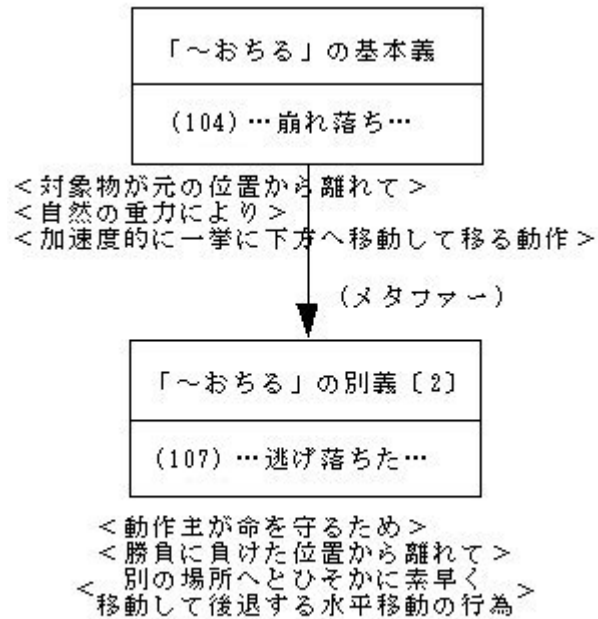 「～おちる」の基本義
(104)…崩れ落ち…
＜対象物が元の位置から離れて＞
＜自然の重力により＞
＜加速度的に一挙に下方へ移動して移る動作＞
(メタファー)
「～おちる」の別義〔2〕
(107)…逃げ落ちた…
＜動作主が命を守るため＞
＜勝負に負けた位置から離れて＞
＜別の場所へとひそかに素早く
移動して後退する水平移動の行為＞